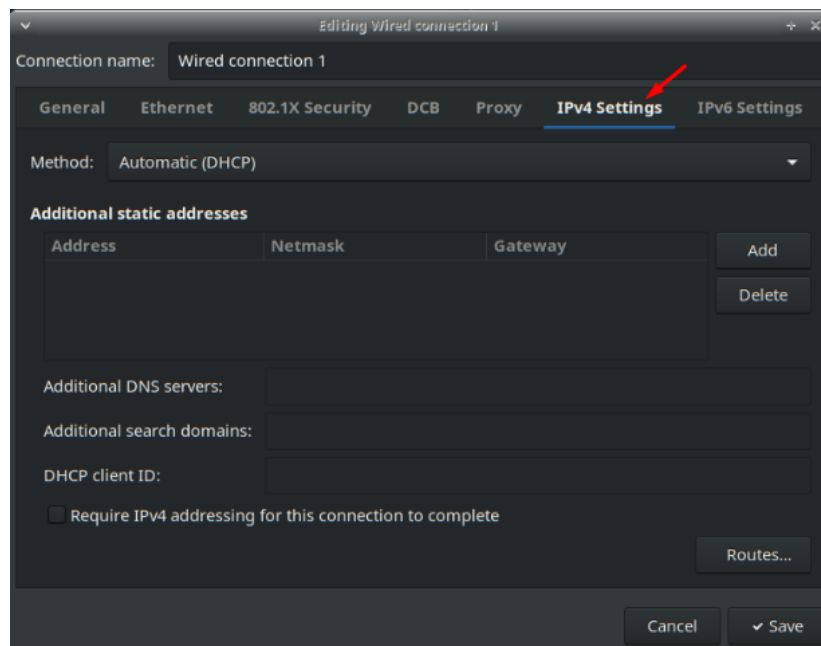 Editing Wired connection 1
Connection name: Wired connection 1
General Ethernet 802.1X Security DCB Proxy IPv4 Settings IPv6 Settings
Method: Automatic (DHCP)
Additional static addresses
Address Netmask Gateway
Add
Delete
Additional DNS servers:
Additional search domains:
DHCP client ID:
Require IPv4 addressing for this connection to complete
Routes...
Cancel Save